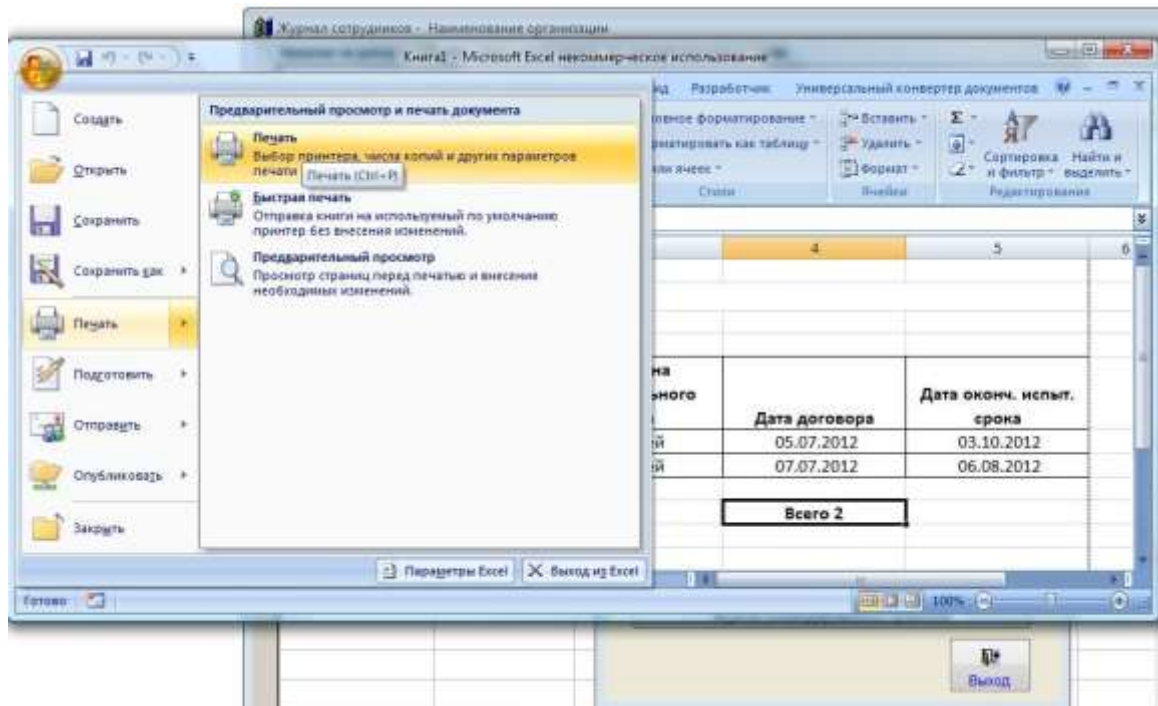 Журнал сотрудников - Наименование организации
Книга1 - Microsoft Excel некоммерческое использование
Разработчик Универсальный конвертер документов
Создать
Открыть
Сохранить
Сохранить как
Печать
Подготовить
Отправить
Опубликовать
Закрыть
Предварительный просмотр и печать документа
Печать
Выбор принтера, числа копий и других параметров
печати
Печать (Ctrl+P)
Быстрая печать
Отправка книги на используемый по умолчанию
принтер без внесения изменений.
Предварительный просмотр
Просмотр страниц перед печатью и внесение
необходимых изменений.
Параметры Excel
Выход из Excel
Вставить
Удалить
Формат
Ячейки
Стили
Сортировка
и фильтр
Найти и
выделить
Редактирование
4 5 6
Дата договора
Дата оконч. испыт.
срока
05.07.2012 03.10.2012
07.07.2012 06.08.2012
Всего 2
Готово
100%
Выход